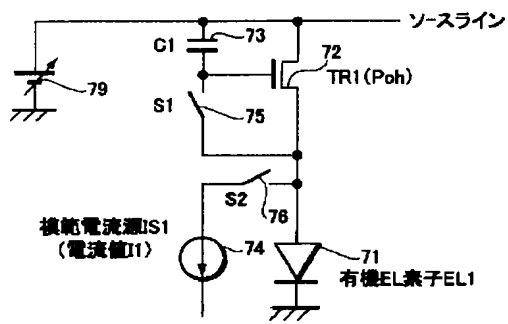 ソースライン
C1
73
72
TR1(Pch)
79
S1
75
S2
76
模範電流源IS1
(電流値I1)
74
71
有機EL素子EL1